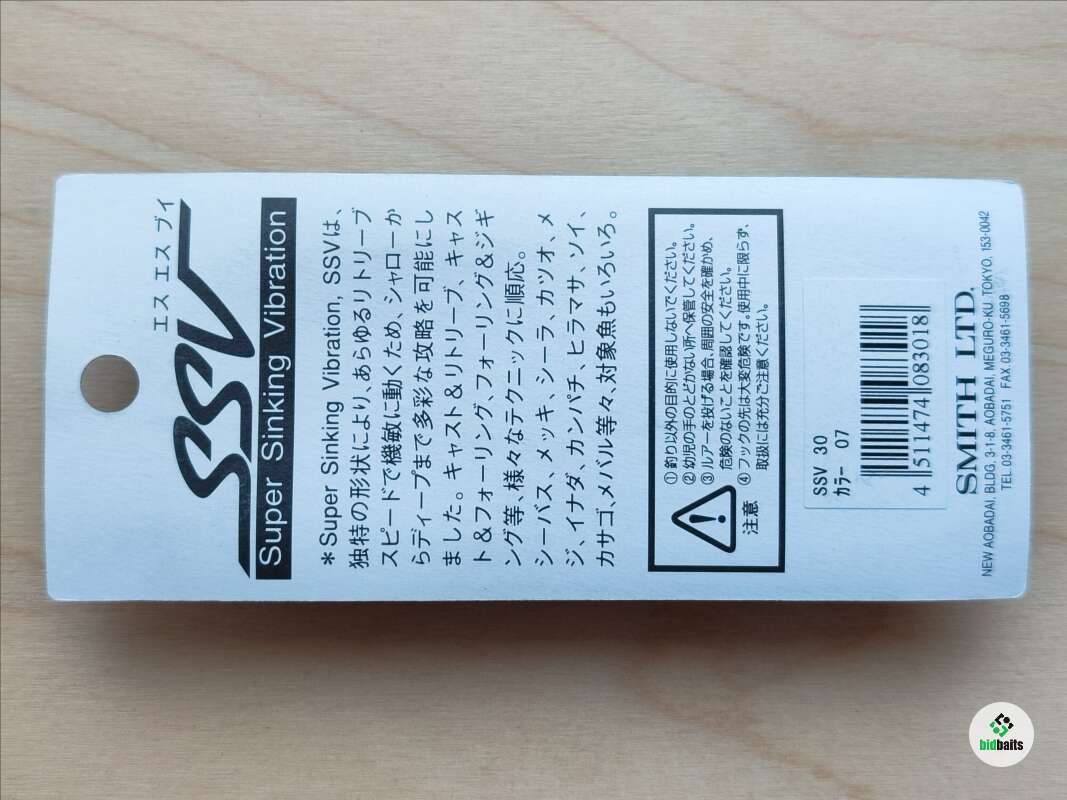 エス エス ブイ
SSV
Super Sinking Vibration
＊Super Sinking Vibration, SSVは、
独特の形状により、あらゆるリトリーブ
スピードで機敏に動くため、シャローか
らディープまで多彩な攻略を可能にし
ました。キャスト＆リトリーブ、キャス
ト＆フォーリング、フォーリング＆ジギ
ング等、様々なテクニックに順応。
シーバス、メッキ、シーラ、カツオ、メ
ジ、イナダ、カンパチ、ヒラマサ、ソイ、
カサゴ、メバル等々、対象魚もいろいろ。
注意
① 釣り以外の目的に使用しないでください。
② 幼児の手のとどかない所へ保管してください。
③ ルアーを投げる場合、周囲の安全を確かめ、
危険のないことを確認してください。
④ フックの先は大変危険です。使用中に限らず、
取扱には充分ご注意ください。
SSV 30
カラー 07
4 511474 083018
SMITH LTD.
NEW AOBADAI, BLDG, 3-1-8, AOBADAI, MEGURO-KU, TOKYO, 153-0042
TEL.03-3461-5751 FAX.03-3461-5698
bidbaits